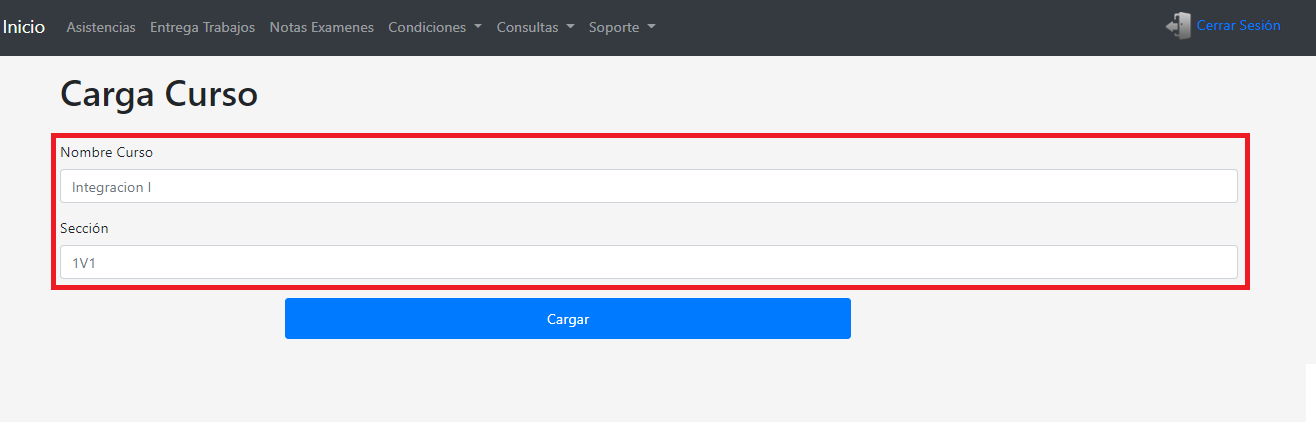 Inicio Asistencias Entrega Trabajos Notas Examenes Condiciones Consultas Soporte Cerrar Sesión
Carga Curso
Nombre Curso
Integracion I
Sección
1V1
Cargar